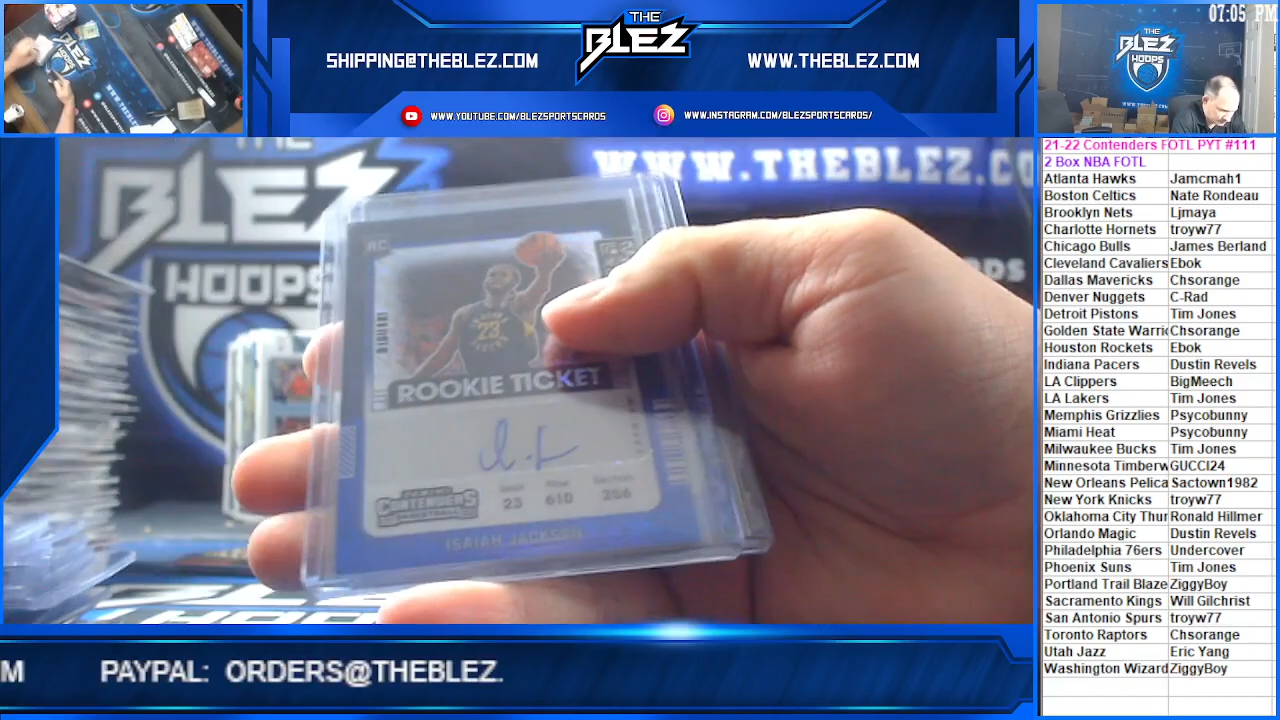 THE
BLEZ
SHIPPING@THEBLEZ.COM
WWW.THEBLEZ.COM
WWW.YOUTUBE.COM/BLEZSPORTSCARDS
WWW.INSTAGRAM.COM/BLEZSPORTSCARDS/
07:05 PM
THE
BLEZ
HOOPS
21-22 Contenders FOTL PYT #111
2 Box NBA FOTL
Atlanta Hawks Jamcmah1
Boston Celtics Nate Rondeau
Brooklyn Nets Ljmaya
Charlotte Hornets troyw77
Chicago Bulls James Berland
Cleveland Cavaliers Ebok
Dallas Mavericks Chsorange
Denver Nuggets C-Rad
Detroit Pistons Tim Jones
Golden State Warri Chsorange
Houston Rockets Ebok
Indiana Pacers Dustin Revels
LA Clippers BigMeech
LA Lakers Tim Jones
Memphis Grizzlies Psycobunny
Miami Heat Psycobunny
Milwaukee Bucks Tim Jones
Minnesota Timberw GUCCI24
New Orleans Pelica Sactown1982
New York Knicks troyw77
Oklahoma City Thun Ronald Hillmer
Orlando Magic Dustin Revels
Philadelphia 76ers Undercover
Phoenix Suns Tim Jones
Portland Trail Blaze ZiggyBoy
Sacramento Kings Will Gilchrist
San Antonio Spurs troyw77
Toronto Raptors Chsorange
Utah Jazz Eric Yang
Washington Wizard ZiggyBoy
THE
BLEZ
HOOPS
WWW.THEBLEZ.CO
RC
23
ROOKIE TICKET
Seat Row Section
23 610 206
CONTENDERS
BASKETBALL
ISAIAH JACKSON
M PAYPAL: ORDERS@THEBLEZ.